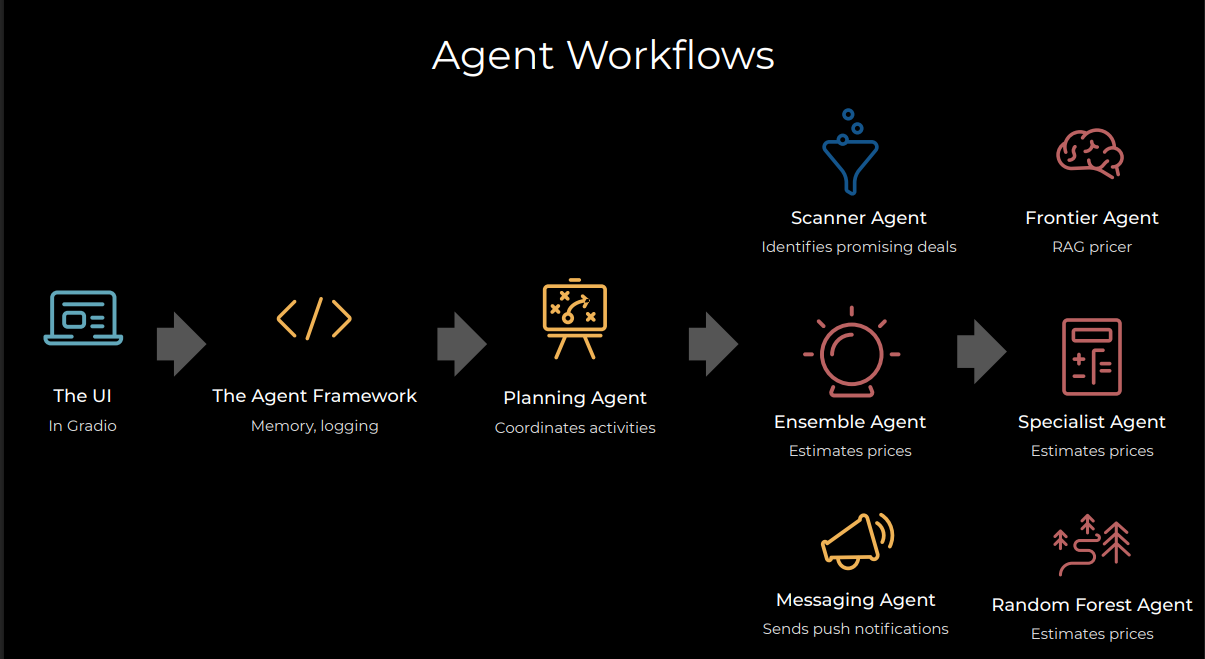 Agent Workflows
Scanner Agent
Identifies promising deals
Frontier Agent
RAG pricer
The UI
In Gradio
The Agent Framework
Memory, logging
Planning Agent
Coordinates activities
Ensemble Agent
Estimates prices
Specialist Agent
Estimates prices
Messaging Agent
Sends push notifications
Random Forest Agent
Estimates prices